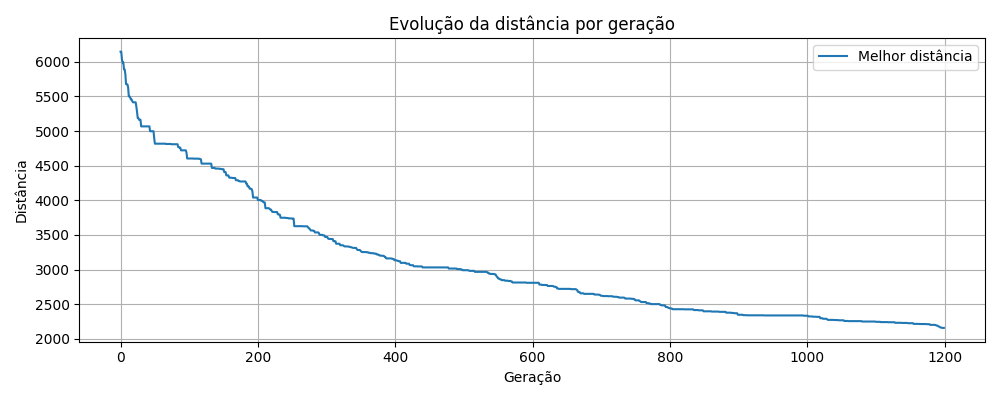 Evolução da distância por geração
Melhor distância
Distância
6000
5500
5000
4500
4000
3500
3000
2500
2000
0 200 400 600 800 1000 1200
Geração